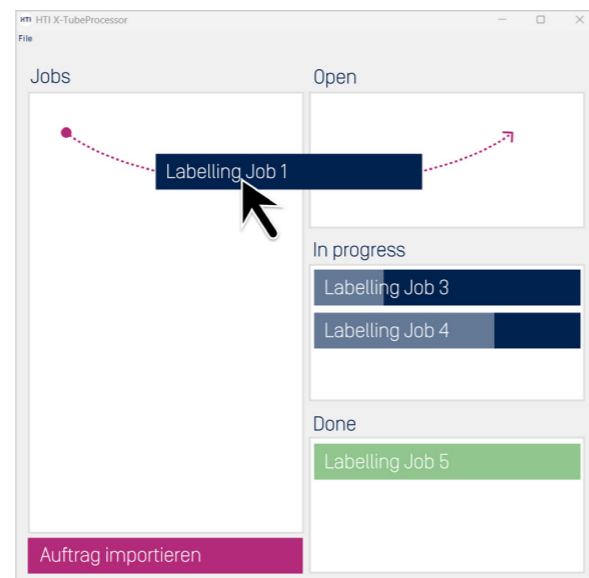 HTI HTI X-TubeProcessor
File
Jobs
Labelling Job 1
Auftrag importieren
Open
In progress
Labelling Job 3
Labelling Job 4
Done
Labelling Job 5